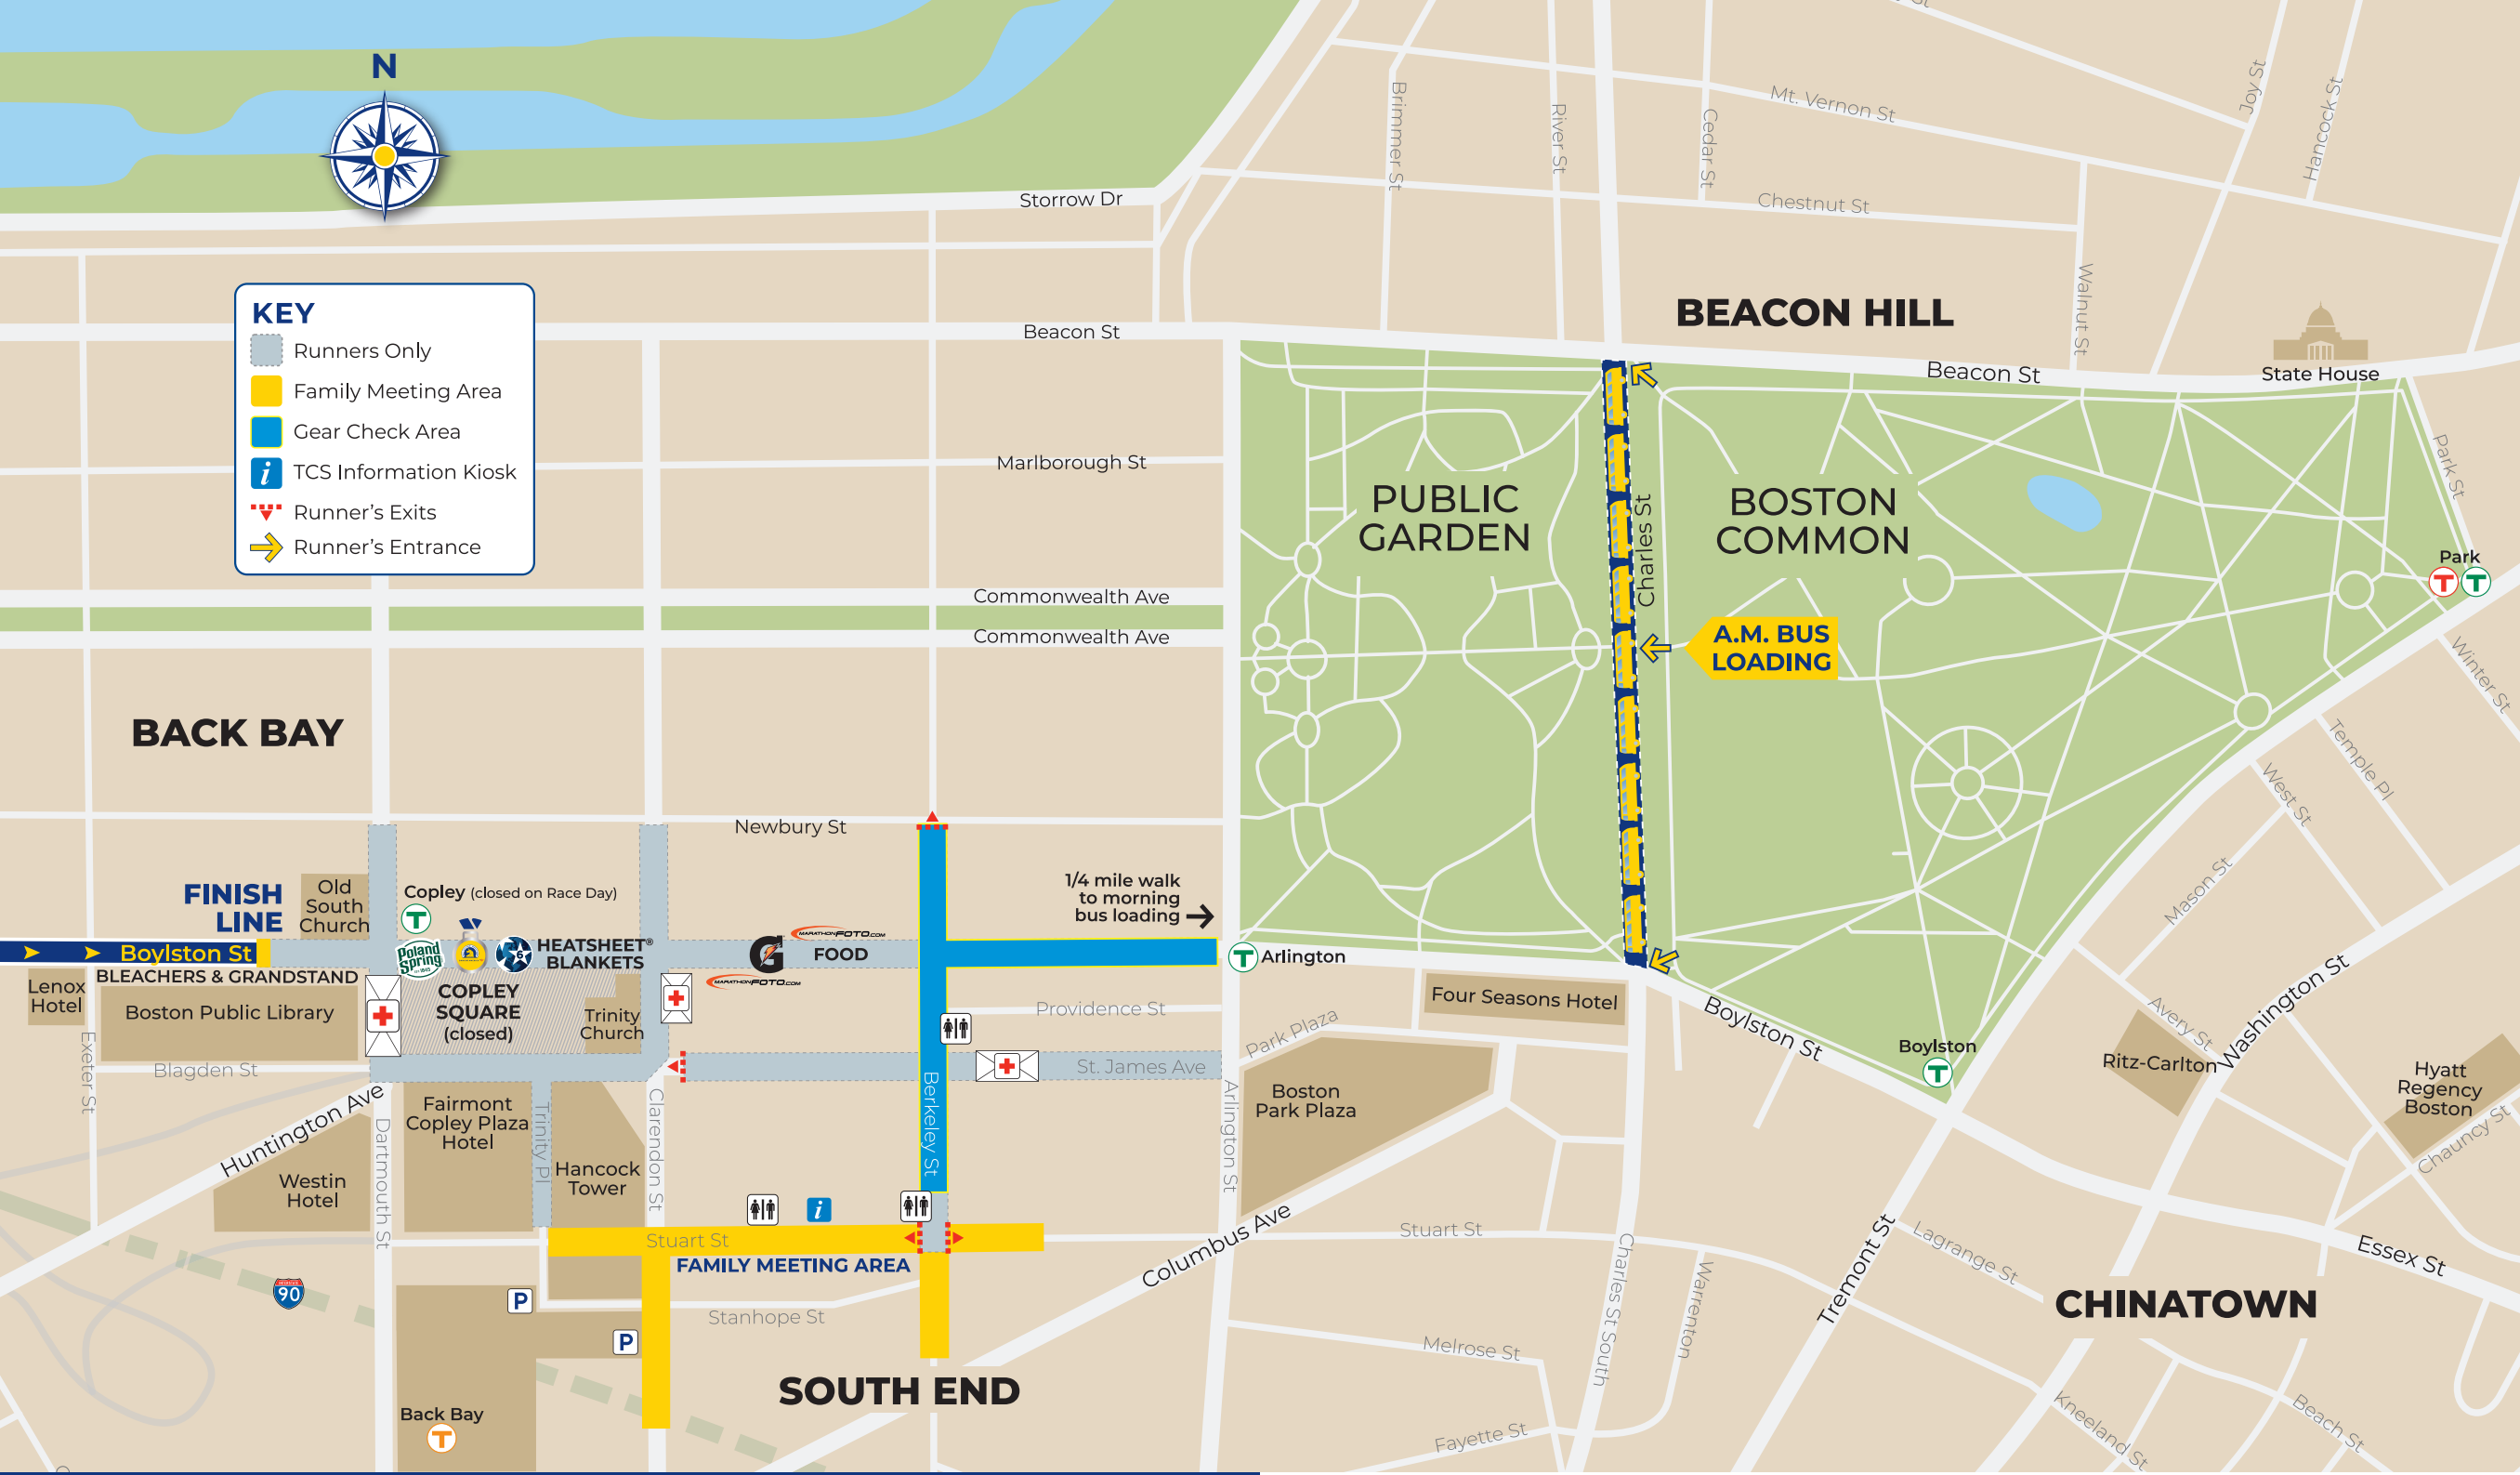 N
KEY
Runners Only
Family Meeting Area
Gear Check Area
i
TCS Information Kiosk
Runner's Exits
Runner's Entrance
Storrow Dr
Beacon St
Marlborough St
Commonwealth Ave
Commonwealth Ave
Newbury St
Brimmer St
River St
Cedar St
Mt. Vernon St
Chestnut St
Joy St
Hancock St
Walnut St
BEACON HILL
Beacon St
State House
Park St
PUBLIC
GARDEN
Charles St
BOSTON
COMMON
A.M. BUS
LOADING
Park
T T
Winter St
Temple Pl
West St
Mason St
BACK BAY
FINISH
LINE
Old
South
Church
Copley (closed on Race Day)
T
Boylston St
Poland
Spring
HEATSHEET®
BLANKETS
G
MARATHONFOTO.COM
FOOD
MARATHONFOTO.COM
1/4 mile walk
to morning
bus loading
T Arlington
BLEACHERS & GRANDSTAND
Lenox
Hotel
Boston Public Library
COPLEY
SQUARE
(closed)
Trinity
Church
Providence St
Park Plaza
Four Seasons Hotel
Boylston St
Boylston
T
Avery St
Washington St
Ritz-Carlton
Hyatt
Regency
Boston
Chauncy St
Exeter St
Blagden St
St. James Ave
Huntington Ave
Dartmouth St
Fairmont
Copley Plaza
Hotel
Trinity Pl
Hancock
Tower
Clarendon St
Berkeley St
Arlington St
Boston
Park Plaza
Westin
Hotel
i
Stuart St
FAMILY MEETING AREA
Columbus Ave
Stuart St
Charles St South
Warrenton
Tremont St
Lagrange St
Essex St
CHINATOWN
90
P
P
Stanhope St
Melrose St
SOUTH END
Back Bay
T
Fayette St
Kneeland St
Beach St